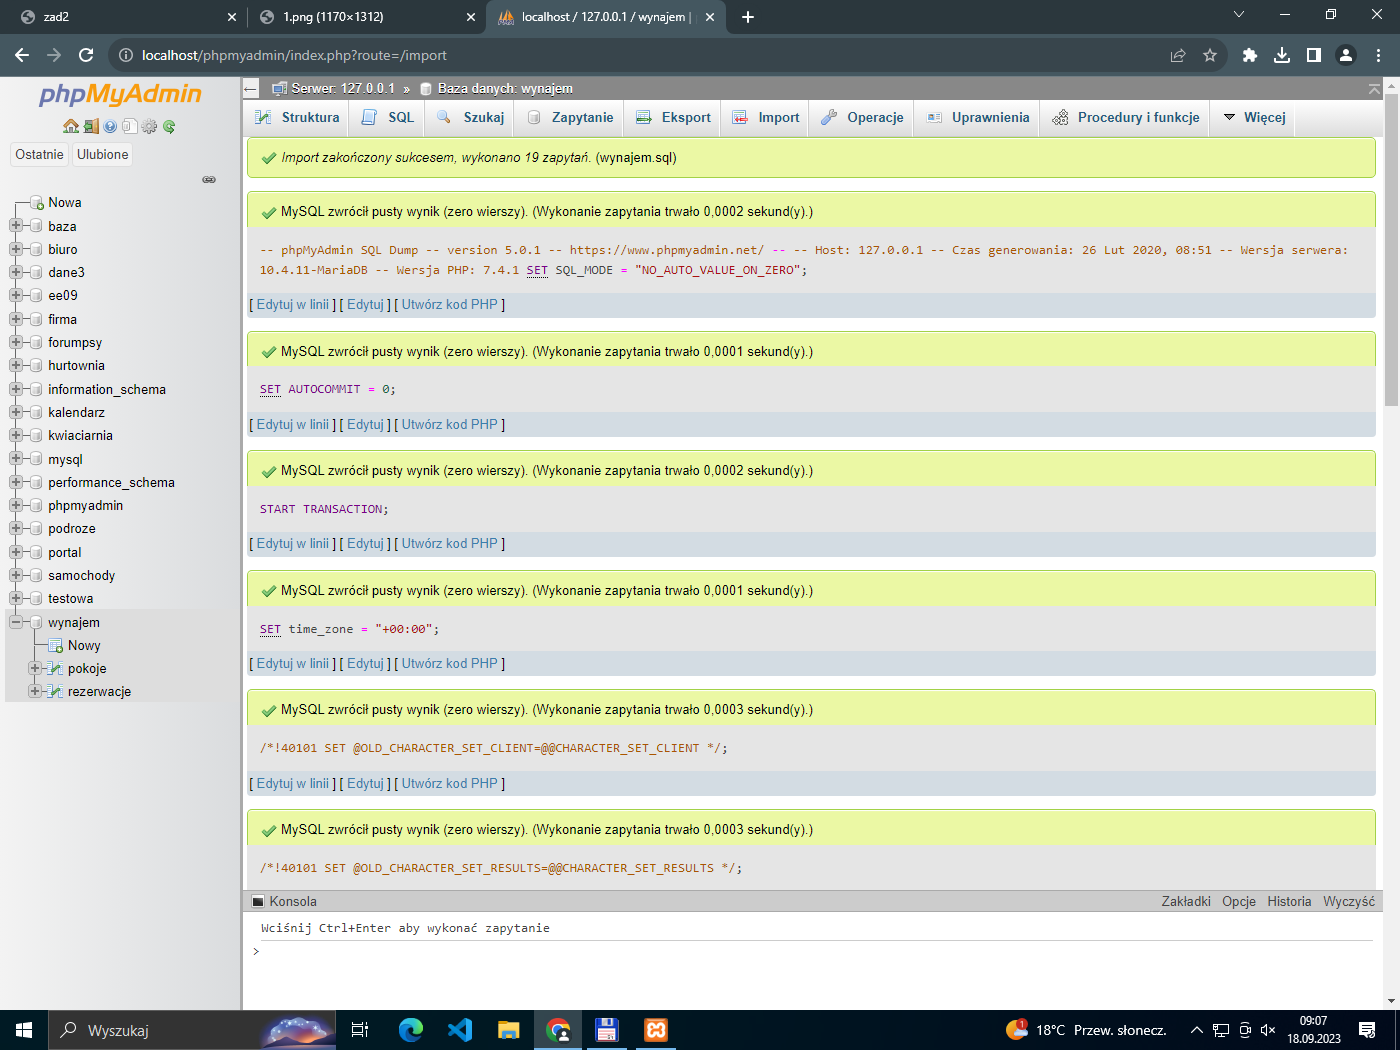 zad2
1.png (1170×1312)
localhost / 127.0.0.1 / wynajem |
localhost/phpmyadmin/index.php?route=/import
phpMyAdmin
Ostatnie Ulubione
Nowa
baza
biuro
dane3
ee09
firma
forumpsy
hurtownia
information_schema
kalendarz
kwiaciarnia
mysql
performance_schema
phpmyadmin
podroze
portal
samochody
testowa
wynajem
Nowy
pokoje
rezerwacje
Serwer: 127.0.0.1 » Baza danych: wynajem
Struktura SQL Szukaj Zapytanie Eksport Import Operacje Uprawnienia Procedury i funkcje Więcej
Import zakończony sukcesem, wykonano 19 zapytań. (wynajem.sql)
MySQL zwrócił pusty wynik (zero wierszy). (Wykonanie zapytania trwało 0,0002 sekund(y).)
-- phpMyAdmin SQL Dump -- version 5.0.1 -- https://www.phpmyadmin.net/ -- -- Host: 127.0.0.1 -- Czas generowania: 26 Lut 2020, 08:51 -- Wersja serwera:
10.4.11-MariaDB -- Wersja PHP: 7.4.1 SET SQL_MODE = "NO_AUTO_VALUE_ON_ZERO";
[ Edytuj w linii ] [ Edytuj ] [ Utwórz kod PHP ]
MySQL zwrócił pusty wynik (zero wierszy). (Wykonanie zapytania trwało 0,0001 sekund(y).)
SET AUTOCOMMIT = 0;
[ Edytuj w linii ] [ Edytuj ] [ Utwórz kod PHP ]
MySQL zwrócił pusty wynik (zero wierszy). (Wykonanie zapytania trwało 0,0002 sekund(y).)
START TRANSACTION;
[ Edytuj w linii ] [ Edytuj ] [ Utwórz kod PHP ]
MySQL zwrócił pusty wynik (zero wierszy). (Wykonanie zapytania trwało 0,0001 sekund(y).)
SET time_zone = "+00:00";
[ Edytuj w linii ] [ Edytuj ] [ Utwórz kod PHP ]
MySQL zwrócił pusty wynik (zero wierszy). (Wykonanie zapytania trwało 0,0003 sekund(y).)
/*!40101 SET @OLD_CHARACTER_SET_CLIENT=@@CHARACTER_SET_CLIENT */;
[ Edytuj w linii ] [ Edytuj ] [ Utwórz kod PHP ]
MySQL zwrócił pusty wynik (zero wierszy). (Wykonanie zapytania trwało 0,0003 sekund(y).)
/*!40101 SET @OLD_CHARACTER_SET_RESULTS=@@CHARACTER_SET_RESULTS */;
Konsola Zakładki Opcje Historia Wyczyść
Wciśnij Ctrl+Enter aby wykonać zapytanie
>
Wyszukaj
1
18°C Przew. słonecz.
09:07
18.09.2023